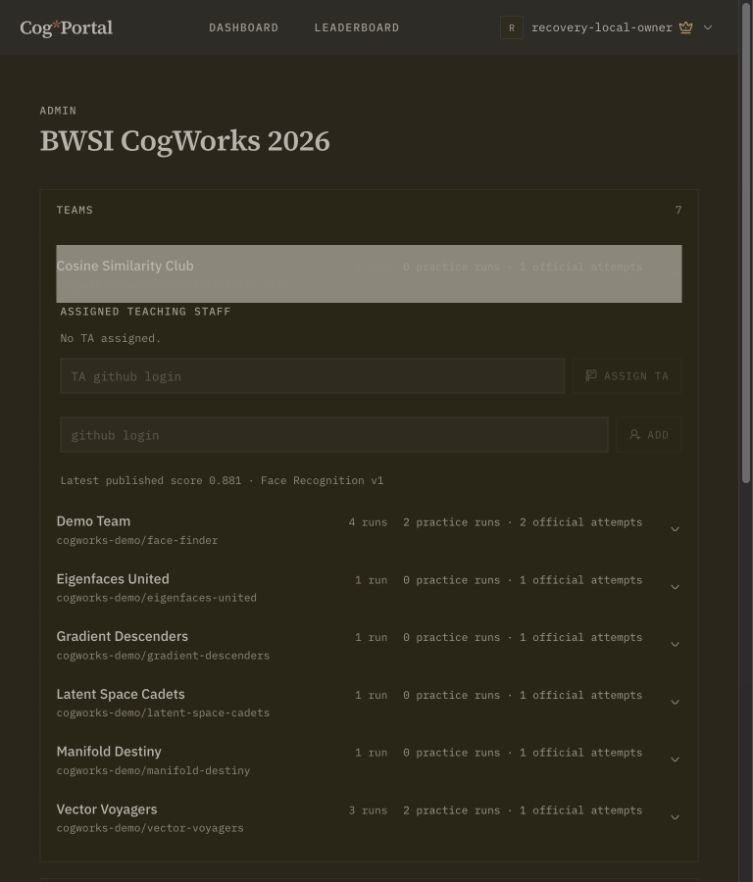 Cog*Portal DASHBOARD LEADERBOARD R recovery-local-owner
ADMIN
BWSI CogWorks 2026
TEAMS 7
Cosine Similarity Club 0 practice runs · 1 official attempts
ASSIGNED TEACHING STAFF
No TA assigned.
TA github login ASSIGN TA
github login ADD
Latest published score 0.881 · Face Recognition v1
Demo Team 4 runs 2 practice runs · 2 official attempts
cogworks-demo/face-finder
Eigenfaces United 1 run 0 practice runs · 1 official attempts
cogworks-demo/eigenfaces-united
Gradient Descenders 1 run 0 practice runs · 1 official attempts
cogworks-demo/gradient-descenders
Latent Space Cadets 1 run 0 practice runs · 1 official attempts
cogworks-demo/latent-space-cadets
Manifold Destiny 1 run 0 practice runs · 1 official attempts
cogworks-demo/manifold-destiny
Vector Voyagers 3 runs 2 practice runs · 1 official attempts
cogworks-demo/vector-voyagers